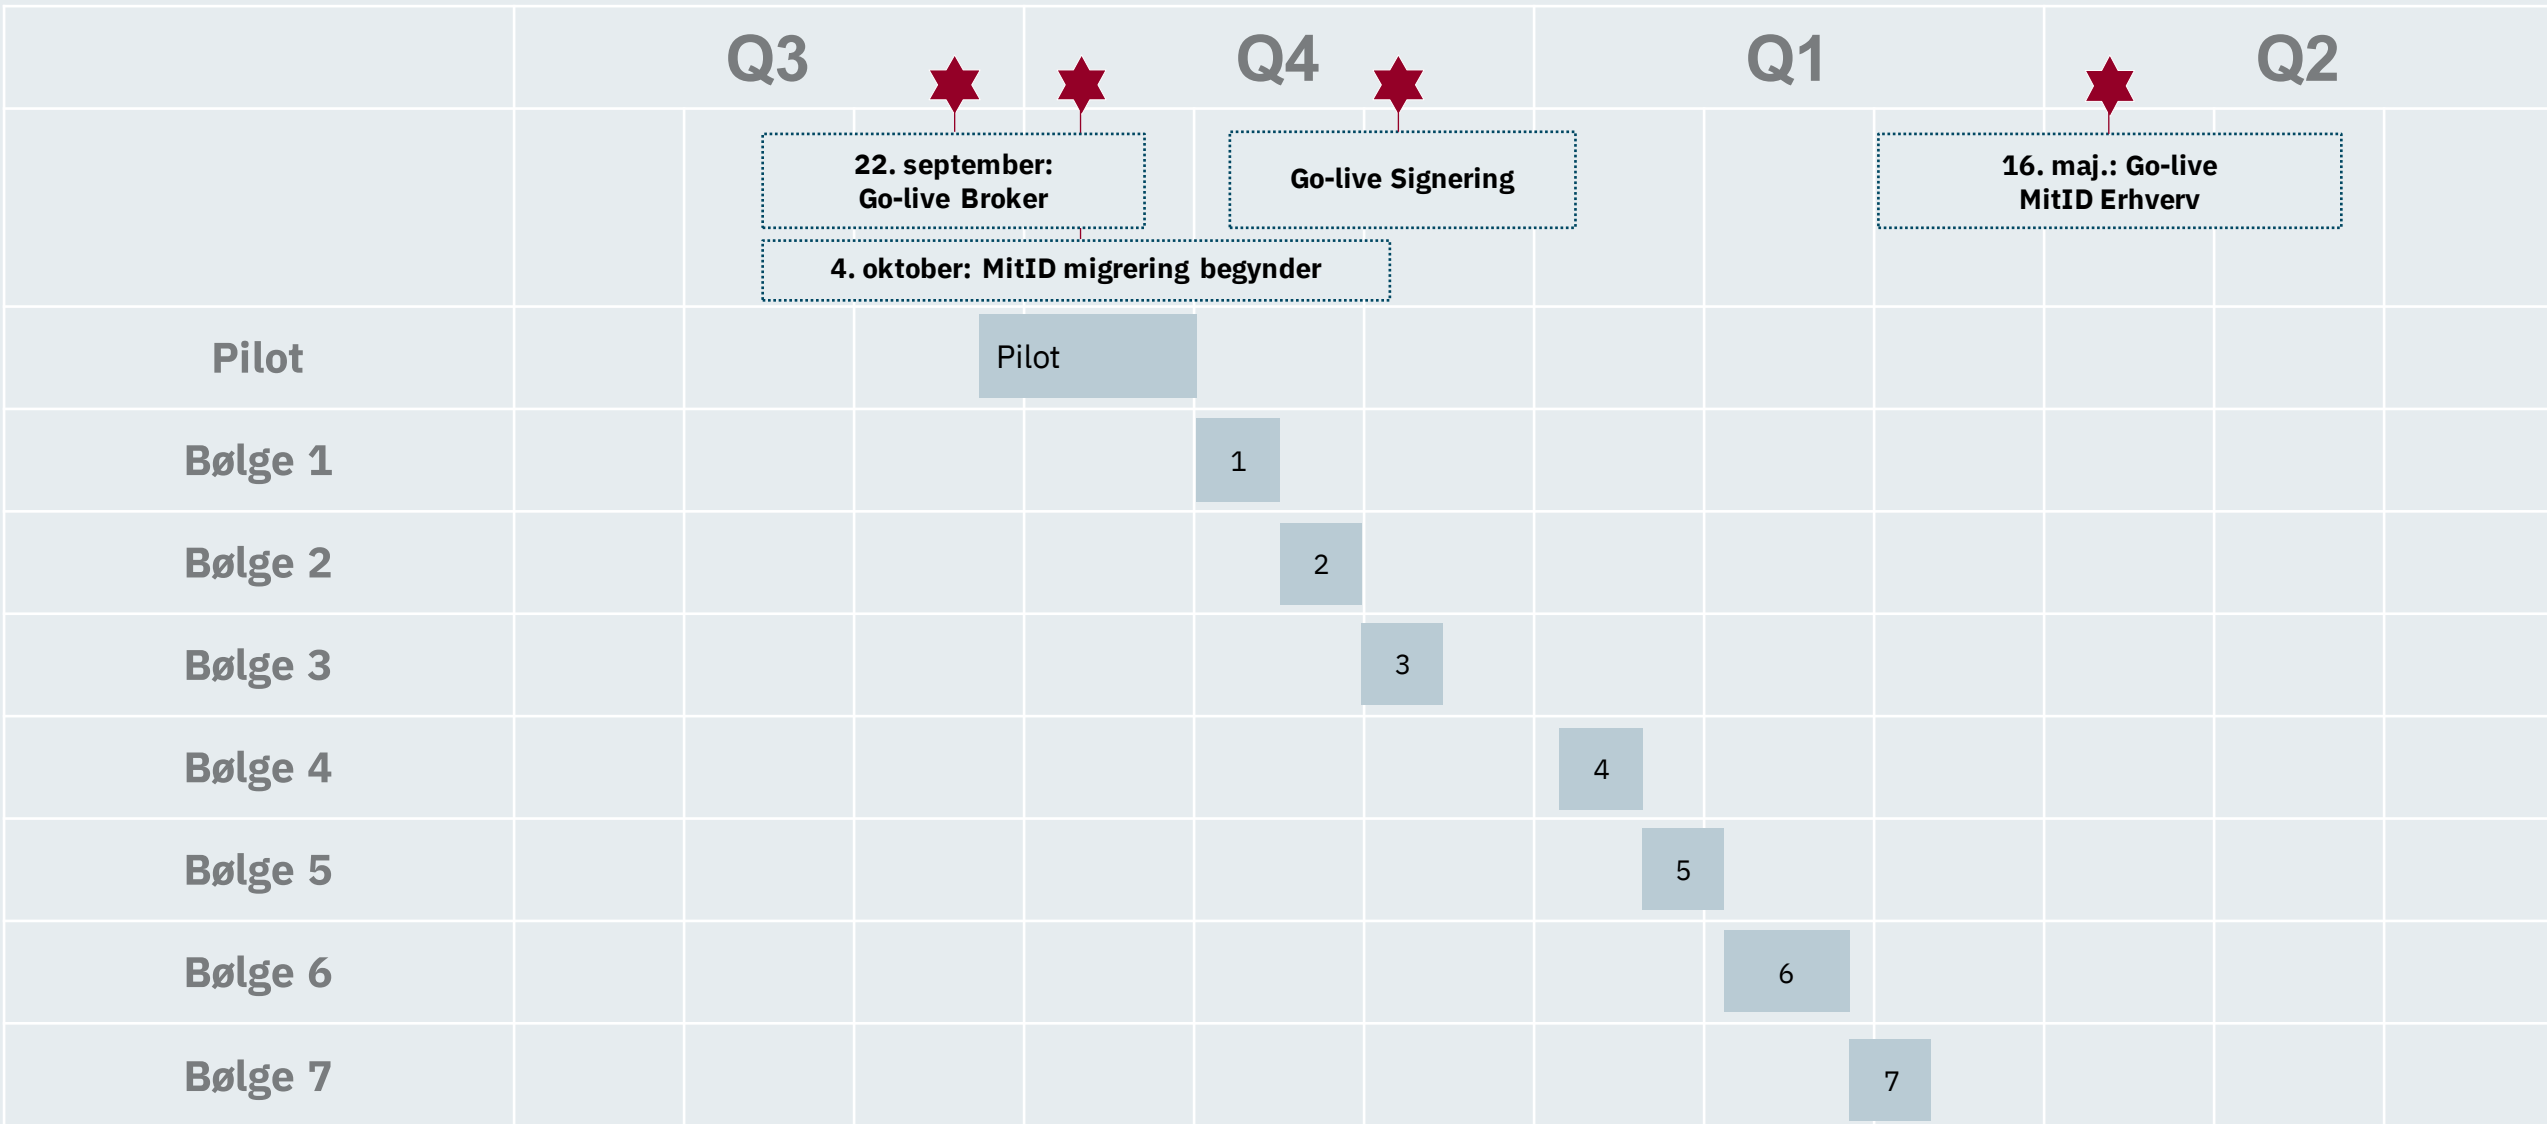 Q3
Q4
Q1
Q2
22. september:
Go-live Broker
Go-live Signering
16. maj.: Go-live
MitID Erhverv
4. oktober: MitID migrering begynder
Pilot
Pilot
Bølge 1
1
Bølge 2
2
Bølge 3
3
Bølge 4
4
Bølge 5
5
Bølge 6
6
Bølge 7
7